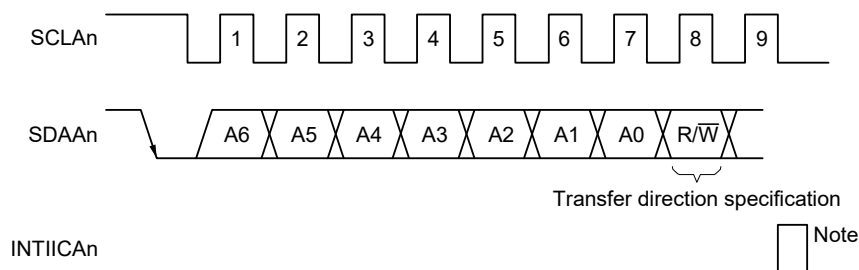 SCLAn 1 2 3 4 5 6 7 8 9
SDAAn A6 A5 A4 A3 A2 A1 A0 R/W̅
Transfer direction specification
INTIICAn Note